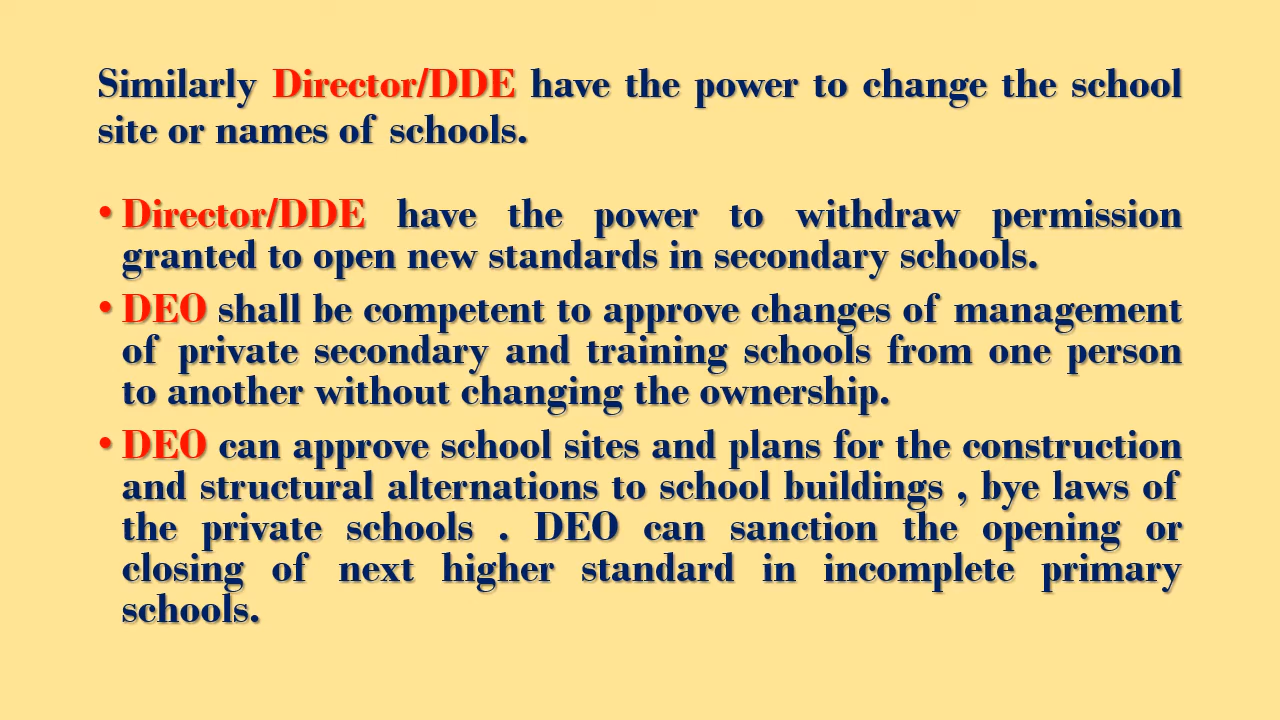 Similarly Director/DDE have the power to change the school
site or names of schools.
• Director/DDE have the power to withdraw permission
granted to open new standards in secondary schools.
• DEO shall be competent to approve changes of management
of private secondary and training schools from one person
to another without changing the ownership.
• DEO can approve school sites and plans for the construction
and structural alternations to school buildings , bye laws of
the private schools . DEO can sanction the opening or
closing of next higher standard in incomplete primary
schools.